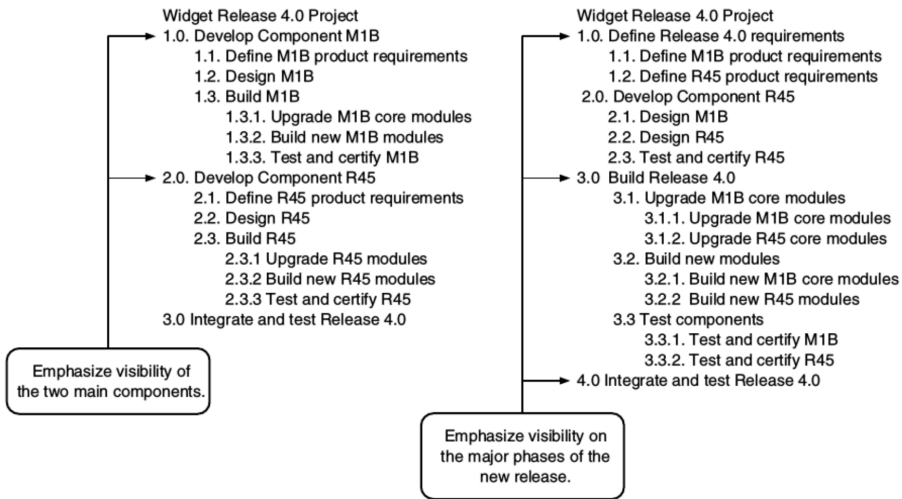 Widget Release 4.0 Project
1.0. Develop Component M1B
1.1. Define M1B product requirements
1.2. Design M1B
1.3. Build M1B
1.3.1. Upgrade M1B core modules
1.3.2. Build new M1B modules
1.3.3. Test and certify M1B
2.0. Develop Component R45
2.1. Define R45 product requirements
2.2. Design R45
2.3. Build R45
2.3.1 Upgrade R45 modules
2.3.2 Build new R45 modules
2.3.3 Test and certify R45
3.0 Integrate and test Release 4.0
Emphasize visibility of
the two main components.
Widget Release 4.0 Project
1.0. Define Release 4.0 requirements
1.1. Define M1B product requirements
1.2. Define R45 product requirements
2.0. Develop Component R45
2.1. Design M1B
2.2. Design R45
2.3. Test and certify R45
3.0 Build Release 4.0
3.1. Upgrade M1B core modules
3.1.1. Upgrade M1B core modules
3.1.2. Upgrade R45 core modules
3.2. Build new modules
3.2.1. Build new M1B core modules
3.2.2 Build new R45 modules
3.3 Test components
3.3.1. Test and certify M1B
3.3.2. Test and certify R45
4.0 Integrate and test Release 4.0
Emphasize visibility on
the major phases of the
new release.